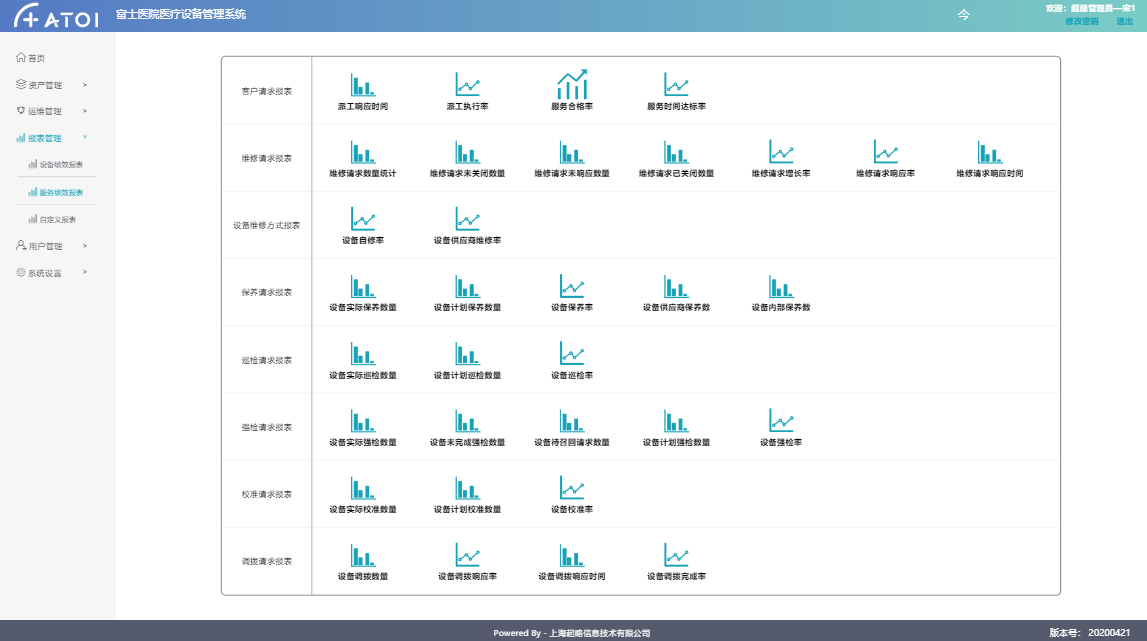 ATOI 富士医院医疗设备管理系统 欢迎：超级管理员—宋1
修改密码 退出
首页
资产管理 >
运维管理 >
报表管理
设备绩效报表
服务绩效报表
自定义报表
用户管理 >
系统设置 >
客户请求报表
派工响应时间 派工执行率 服务合格率 服务时间达标率
维修请求报表
维修请求数量统计 维修请求未关闭数量 维修请求未响应数量 维修请求已关闭数量 维修请求增长率 维修请求响应率 维修请求响应时间
设备维修方式报表
设备自修率 设备供应商维修率
保养请求报表
设备实际保养数量 设备计划保养数量 设备保养率 设备供应商保养数 设备内部保养数
巡检请求报表
设备实际巡检数量 设备计划巡检数量 设备巡检率
强检请求报表
设备实际强检数量 设备未完成强检数量 设备待召回请求数量 设备计划强检数量 设备强检率
校准请求报表
设备实际校准数量 设备计划校准数量 设备校准率
调拨请求报表
设备调拨数量 设备调拨响应率 设备调拨响应时间 设备调拨完成率
Powered By - 上海起略信息技术有限公司 版本号： 20200421